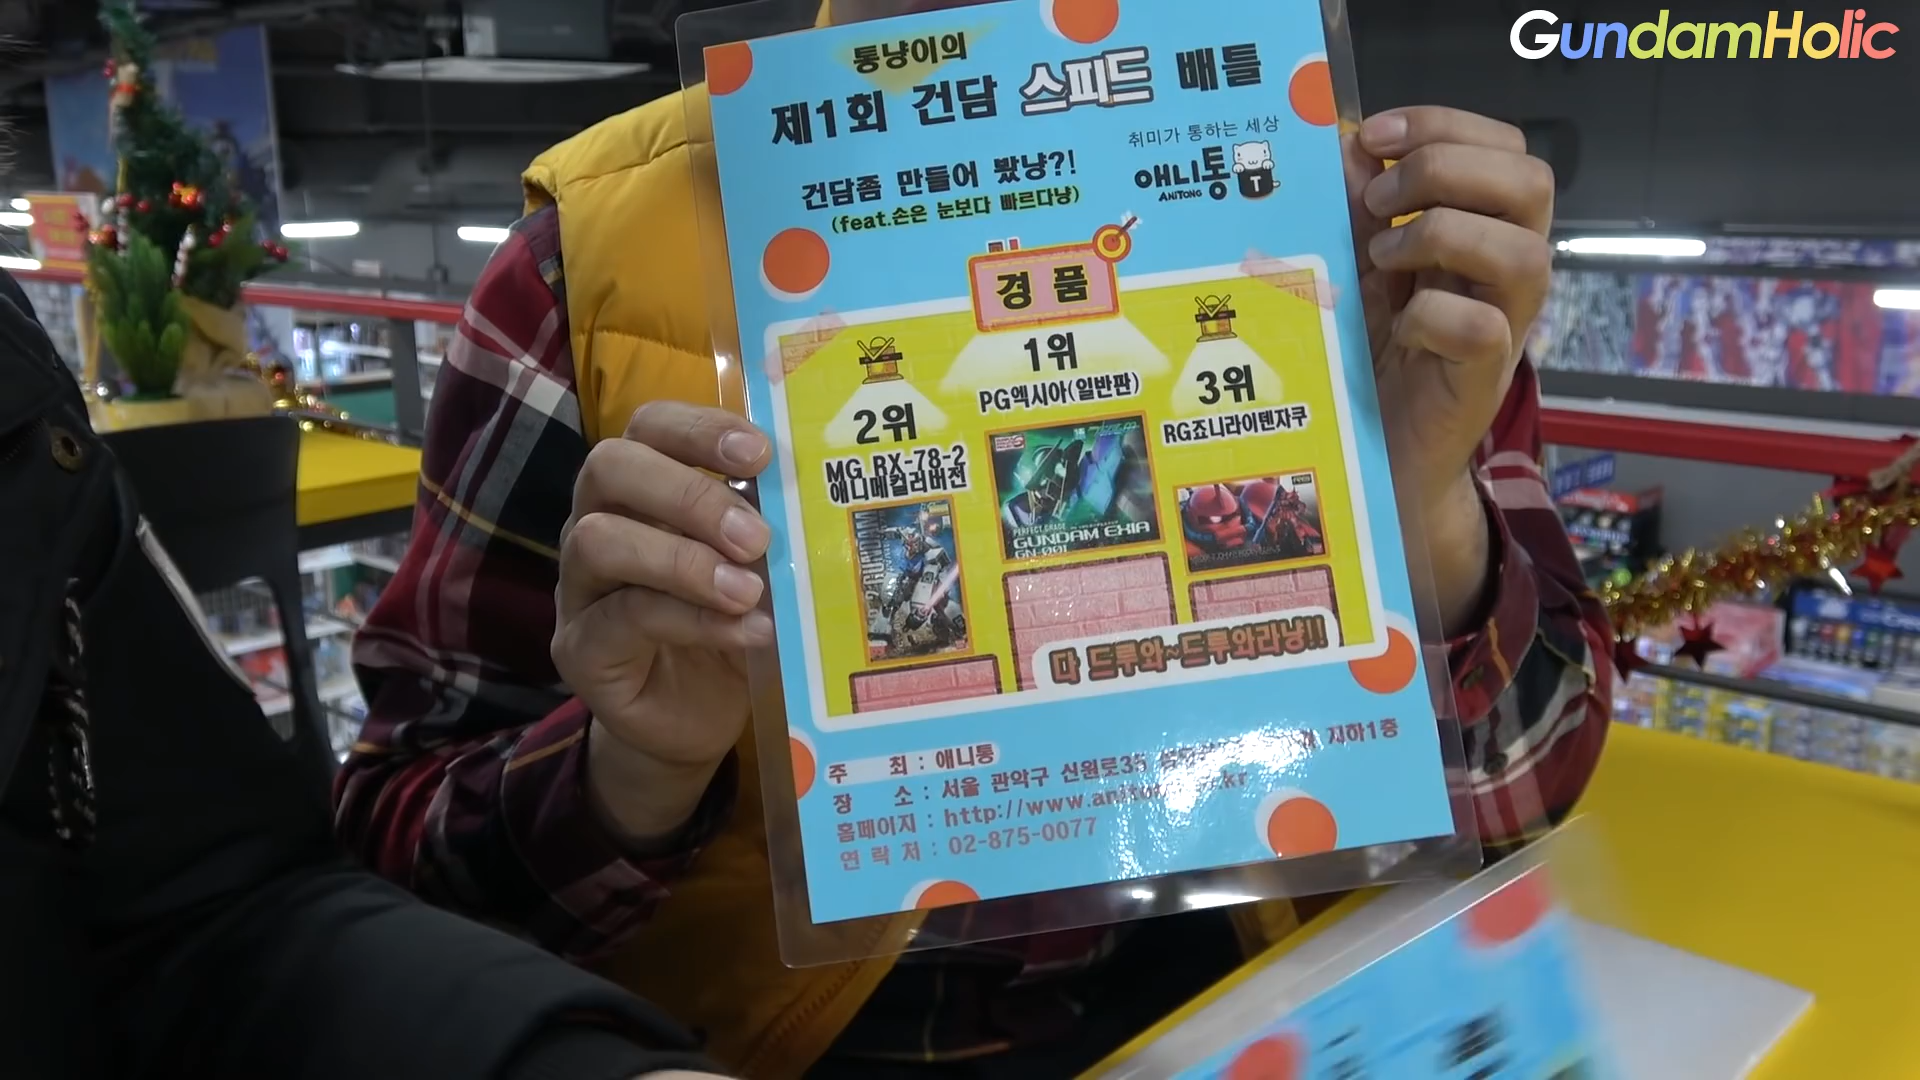 GundamHolic
통냥이의
제1회 건담 스피드 배틀
취미가 통하는 세상
애니통
ANITONG
T
건담좀 만들어 봤냥?!
(feat.손은 눈보다 빠르다냥)
경품
1위
PG엑시아(일반판)
2위
MG RX-78-2
애니메컬러버전
3위
RG죠니라이덴자쿠
PERFECT GRADE
GUNDAM EXIA
GN-001
다 드루와~드루와라냥!!
주 최 : 애니통
장 소 : 서울 관악구 신원로35 지하1층
홈페이지 : http://www.anitong
연락처 : 02-875-0077